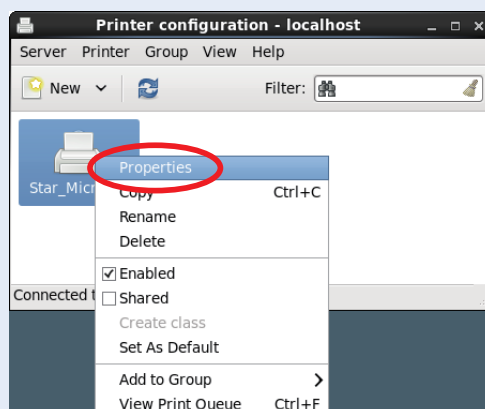 Printer configuration - localhost
Server Printer Group View Help
New Filter:
Properties
Star_Micr
Copy Ctrl+C
Rename
Delete
Enabled
Connected t
Shared
Create class
Set As Default
Add to Group
View Print Queue Ctrl+F